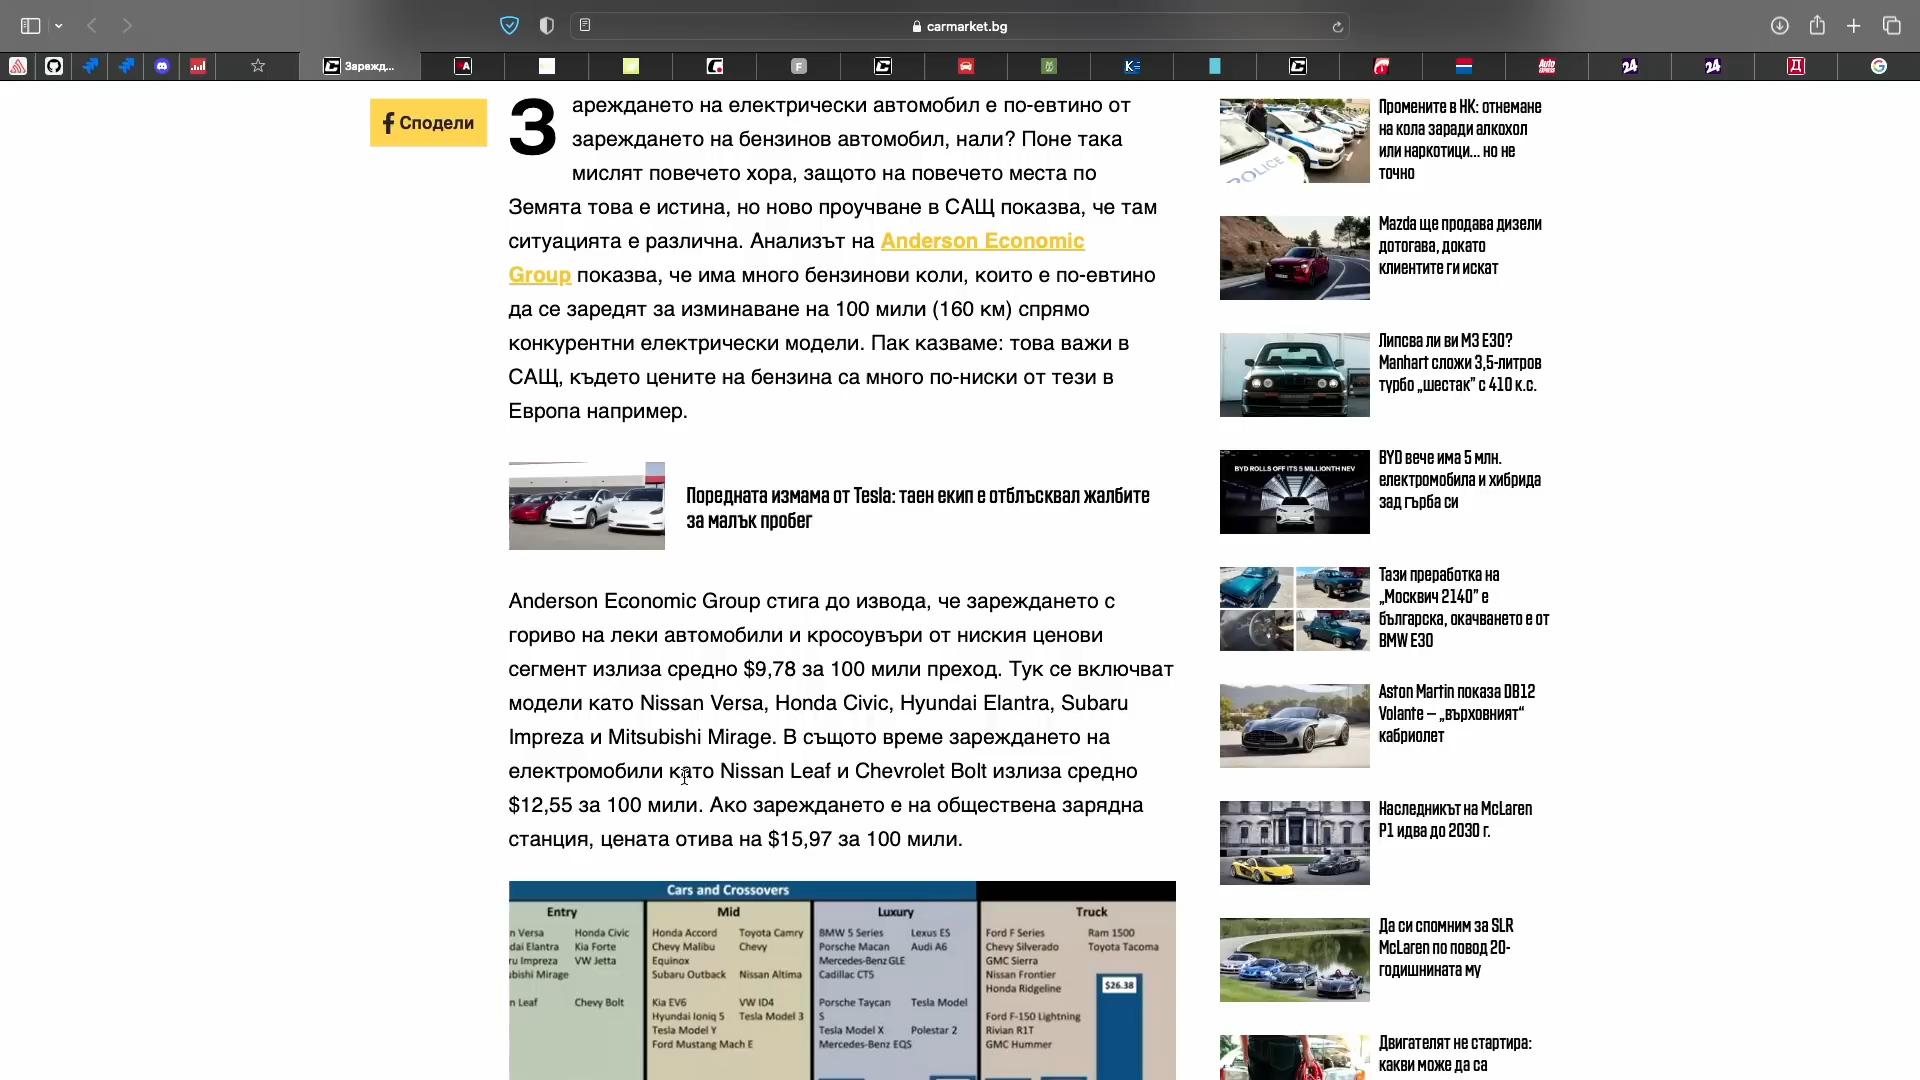 carmarket.bg
Зарежд...
Сподели
Зареждането на електрически автомобил е по-евтино от
зареждането на бензинов автомобил, нали? Поне така
мислят повечето хора, защото на повечето места по
Земята това е истина, но ново проучване в САЩ показва, че там
ситуацията е различна. Анализът на Anderson Economic
Group показва, че има много бензинови коли, които е по-евтино
да се заредят за изминаване на 100 мили (160 км) спрямо
конкурентни електрически модели. Пак казваме: това важи в
САЩ, където цените на бензина са много по-ниски от тези в
Европа например.
Поредната измама от Tesla: таен екип е отблъсквал жалбите
за малък пробег
Anderson Economic Group стига до извода, че зареждането с
гориво на леки автомобили и кросоувъри от ниския ценови
сегмент излиза средно $9,78 за 100 мили преход. Тук се включват
модели като Nissan Versa, Honda Civic, Hyundai Elantra, Subaru
Impreza и Mitsubishi Mirage. В същото време зареждането на
електромобили като Nissan Leaf и Chevrolet Bolt излиза средно
$12,55 за 100 мили. Ако зареждането е на обществена зарядна
станция, цената отива на $15,97 за 100 мили.
Cars and Crossovers
Entry
n Versa Honda Civic
dai Elantra Kia Forte
ru Impreza VW Jetta
ubishi Mirage
n Leaf Chevy Bolt
Mid
Honda Accord Toyota Camry
Chevy Malibu Chevy
Equinox
Subaru Outback Nissan Altima
Kia EV6 VW ID4
Hyundai Ioniq 5 Tesla Model 3
Tesla Model Y
Ford Mustang Mach E
Luxury
BMW 5 Series Lexus ES
Porsche Macan Audi A6
Mercedes-Benz GLE
Cadillac CT5
Porsche Taycan Tesla Model
S
Tesla Model X Polestar 2
Mercedes-Benz EQS
Truck
Ford F Series Ram 1500
Chevy Silverado Toyota Tacoma
GMC Sierra
Nissan Frontier
Honda Ridgeline
Ford F-150 Lightning
Rivian R1T
GMC Hummer
$26.38
POLICE
Промените в НК: отнемане
на кола заради алкохол
или наркотици... но не
точно
Mazda ще продава дизели
дотогава, докато
клиентите ги искат
Липсва ли ви M3 E30?
Manhart сложи 3,5-литров
турбо „шестак“ с 410 к.с.
BYD ROLLS OFF ITS 5 MILLIONTH NEV
BYD вече има 5 млн.
електромобила и хибрида
зад гърба си
Тази преработка на
„Москвич 2140” е
българска, окачването е от
BMW E30
Aston Martin показа DB12
Volante – „върховният“
кабриолет
Наследникът на McLaren
P1 идва до 2030 г.
Да си спомним за SLR
McLaren по повод 20-
годишнината му
Двигателят не стартира:
какви може да са